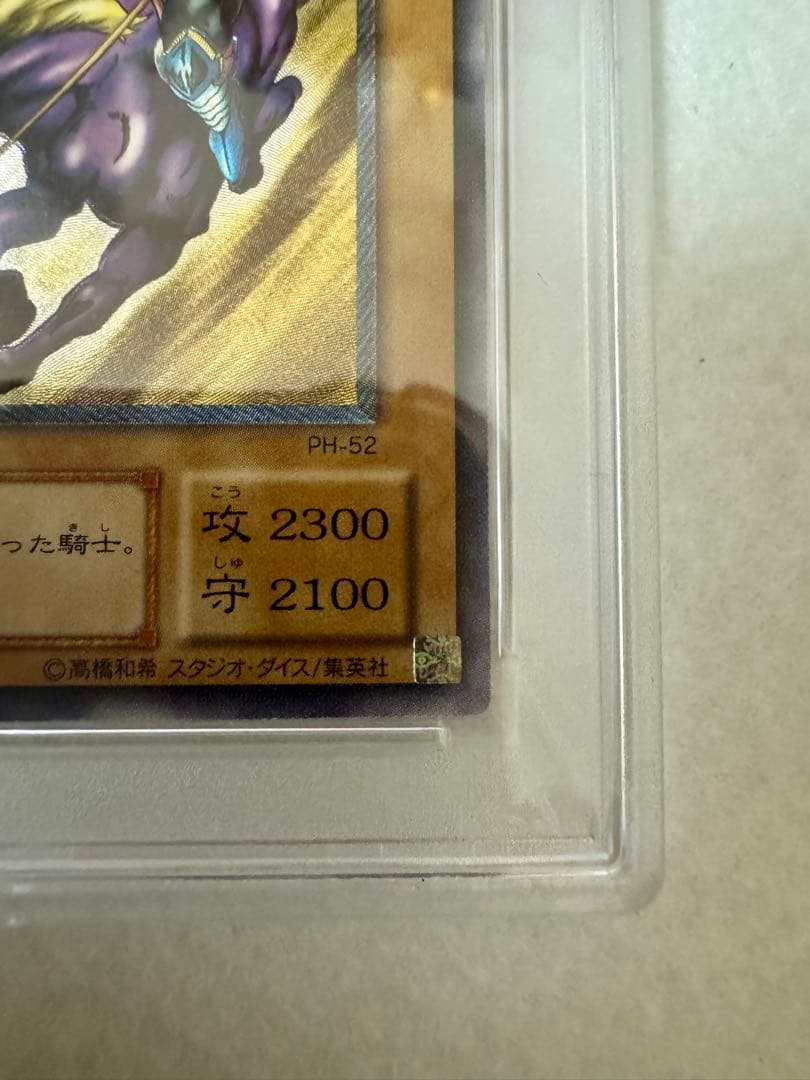 PH-52
こう
攻 2300
きし
った騎士。
しゅ
守 2100
©高橋和希 スタジオ・ダイス/集英社